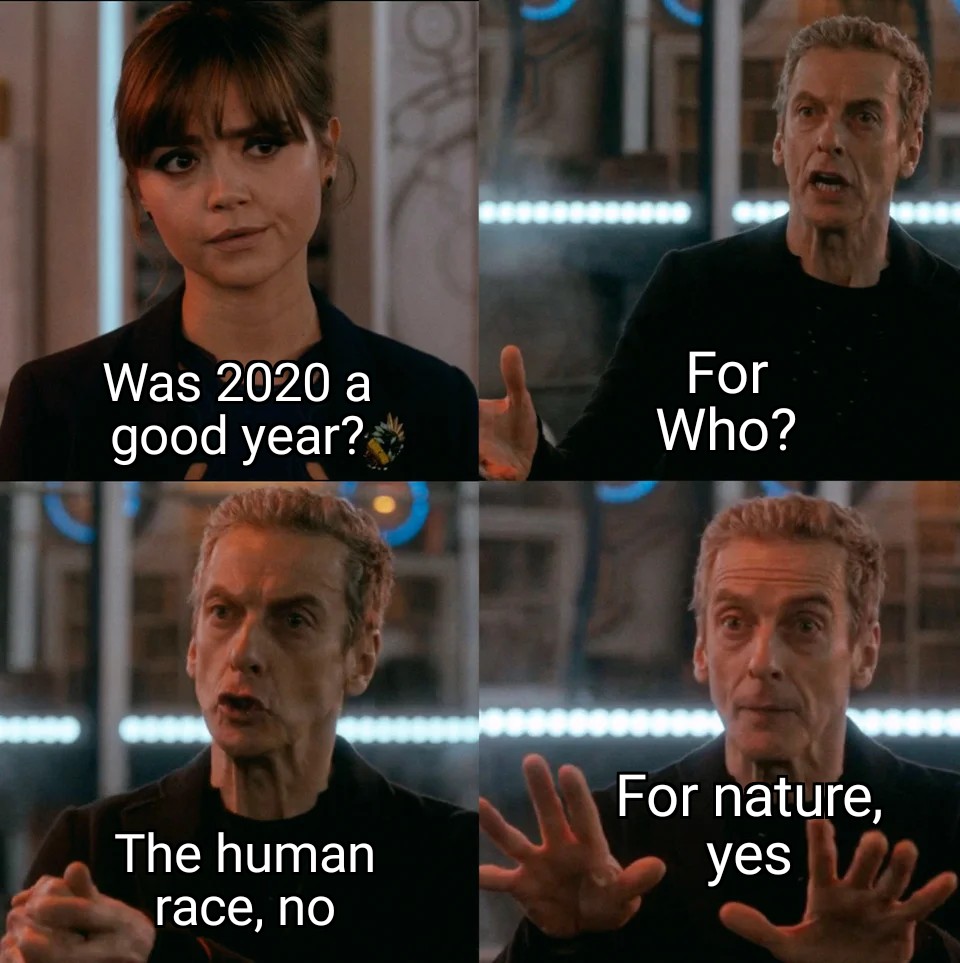 Was 2020 a
good year?
For
Who?
The human
race, no
For nature,
yes